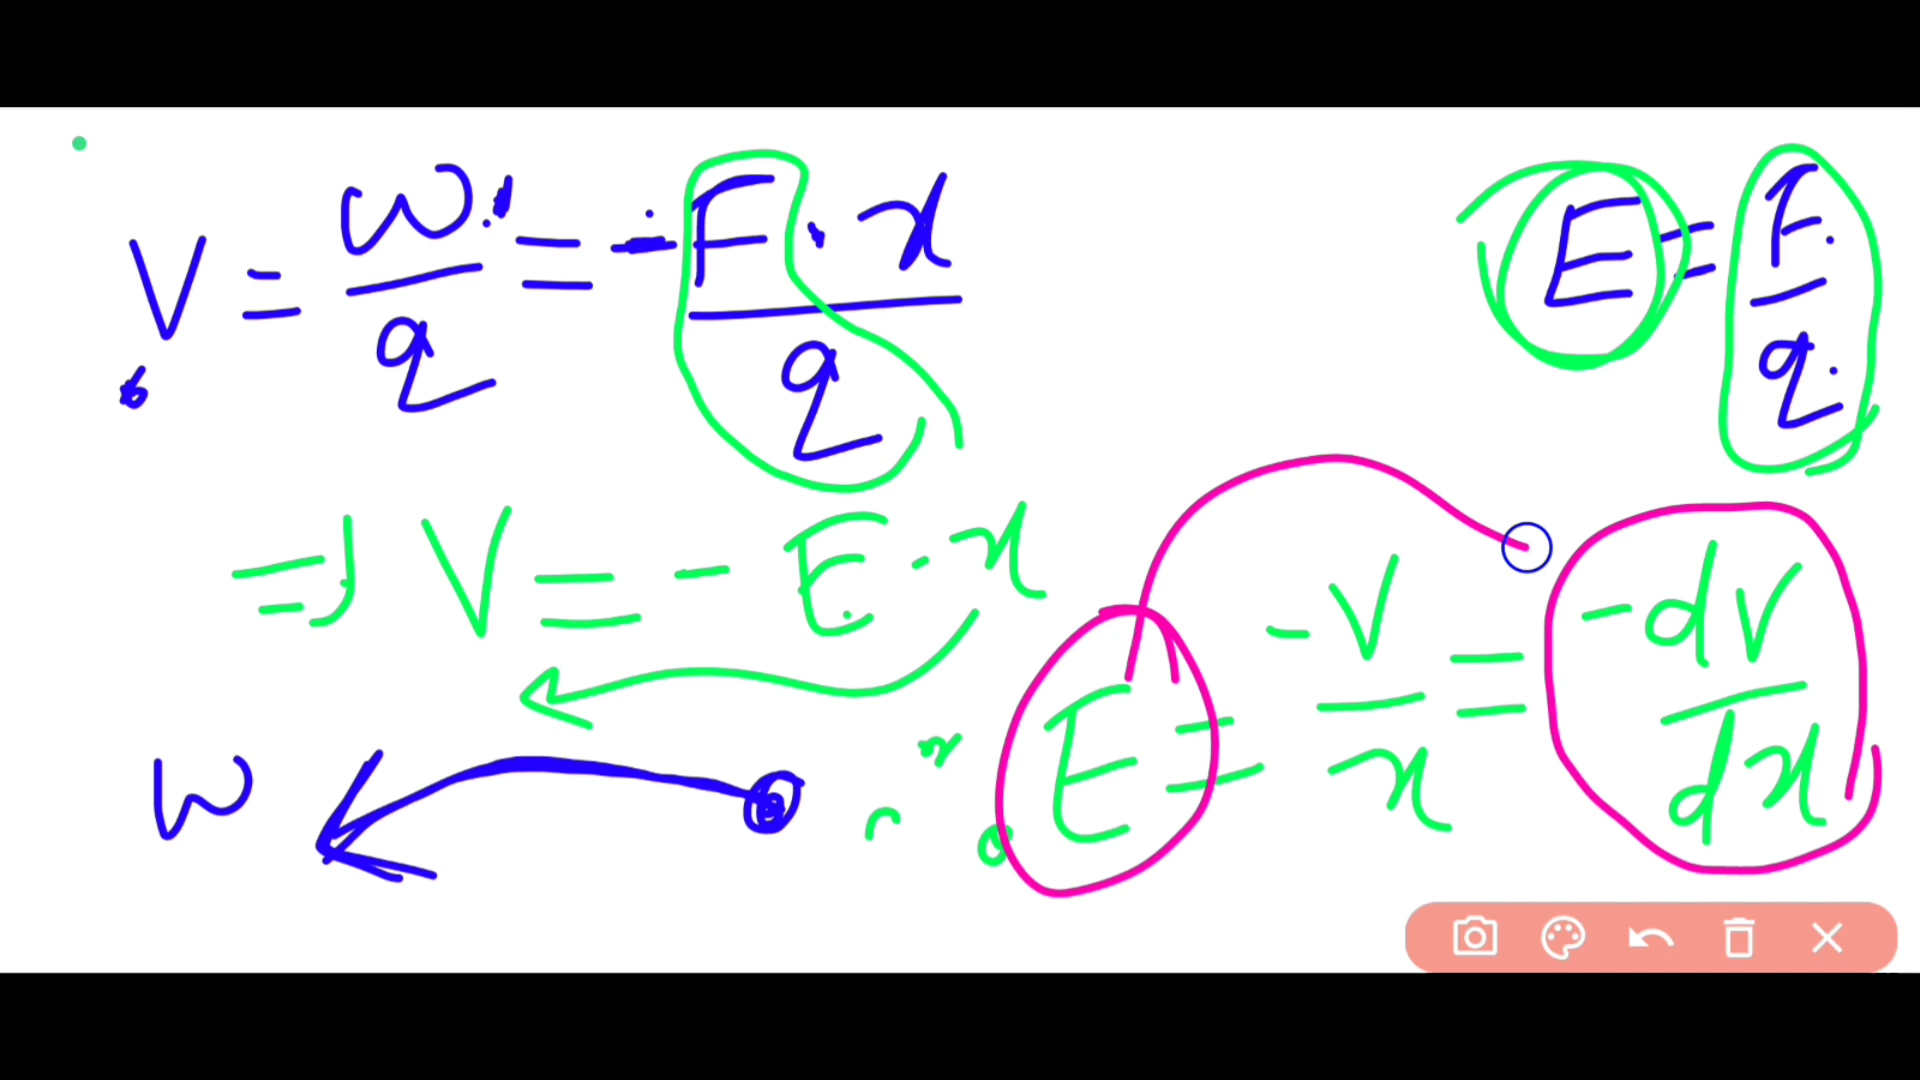 V = W/q = -F·x/q
E = F/q
=> V = -E·x
E = -V/x = -dV/dx
W